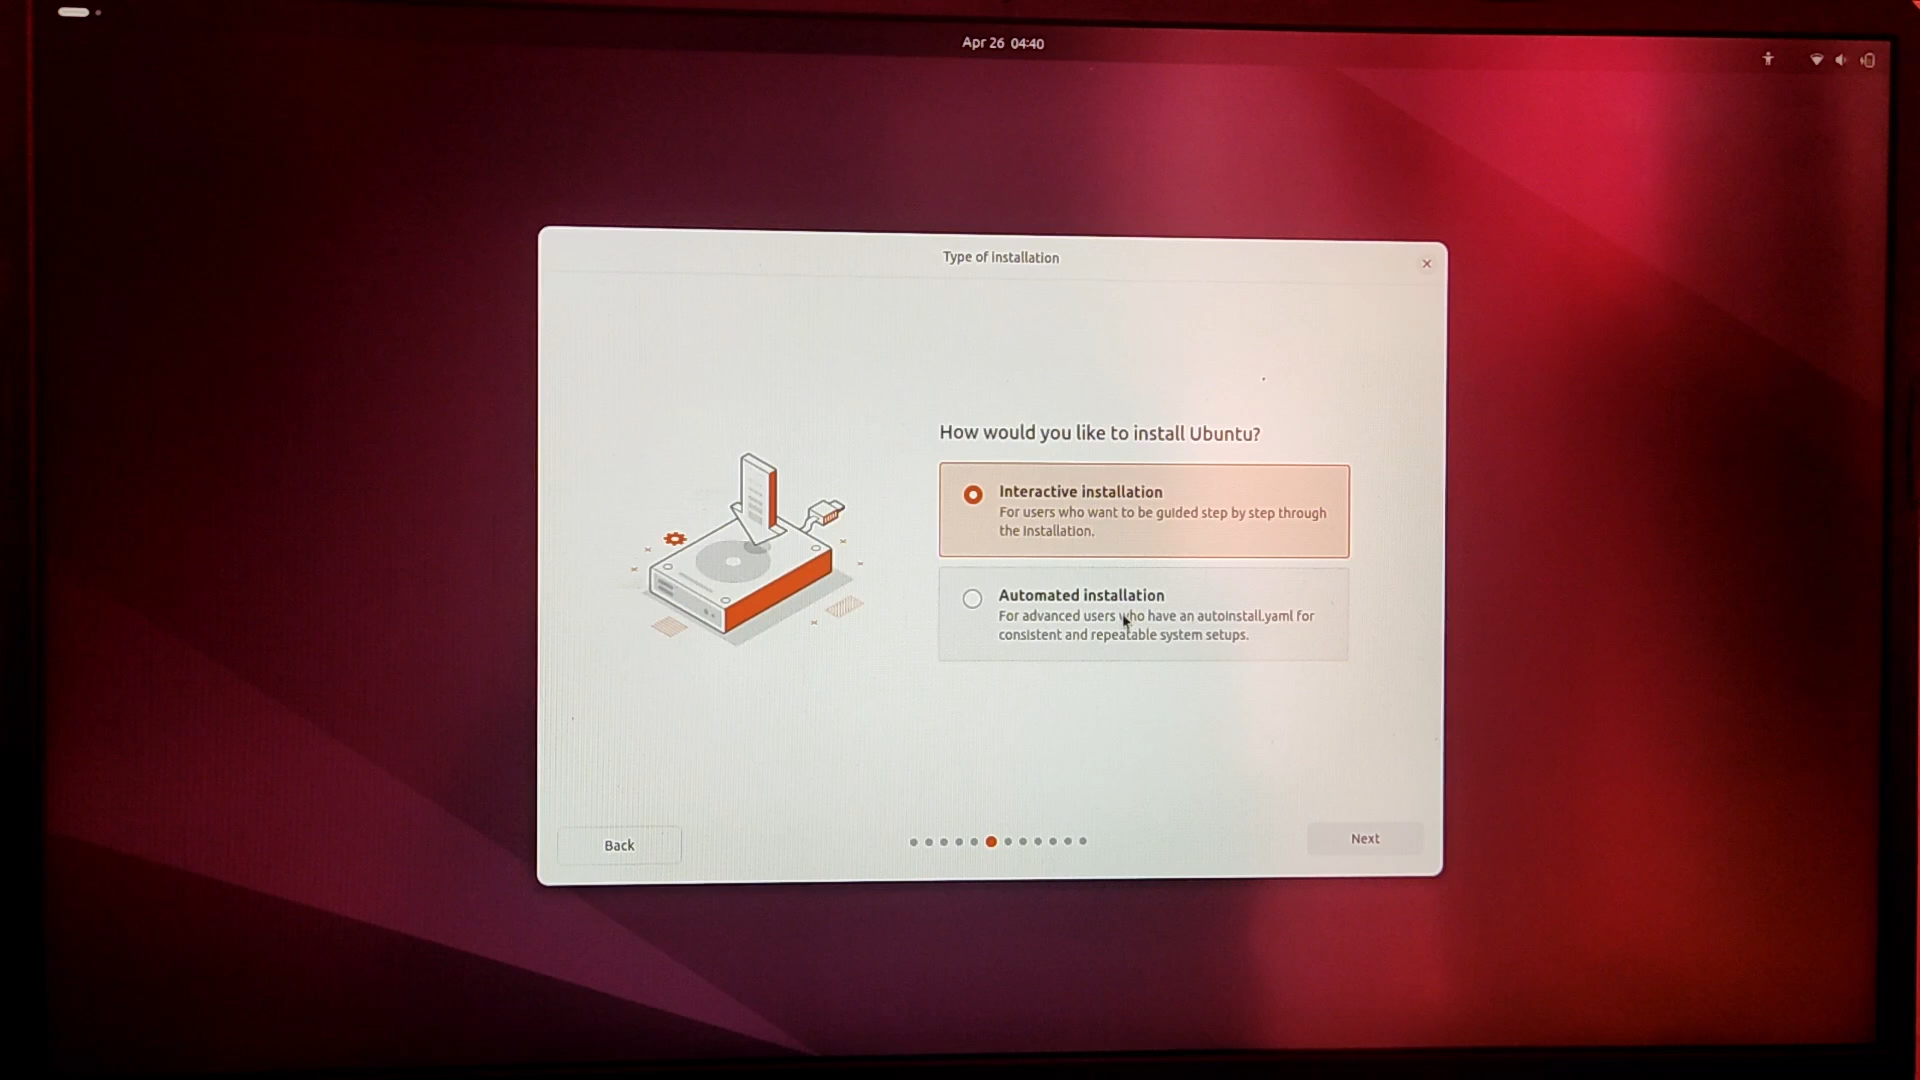 Apr 26 04:40
Type of installation
How would you like to install Ubuntu?
Interactive installation
For users who want to be guided step by step through
the installation.
Automated installation
For advanced users who have an autoinstall.yaml for
consistent and repeatable system setups.
Back
Next